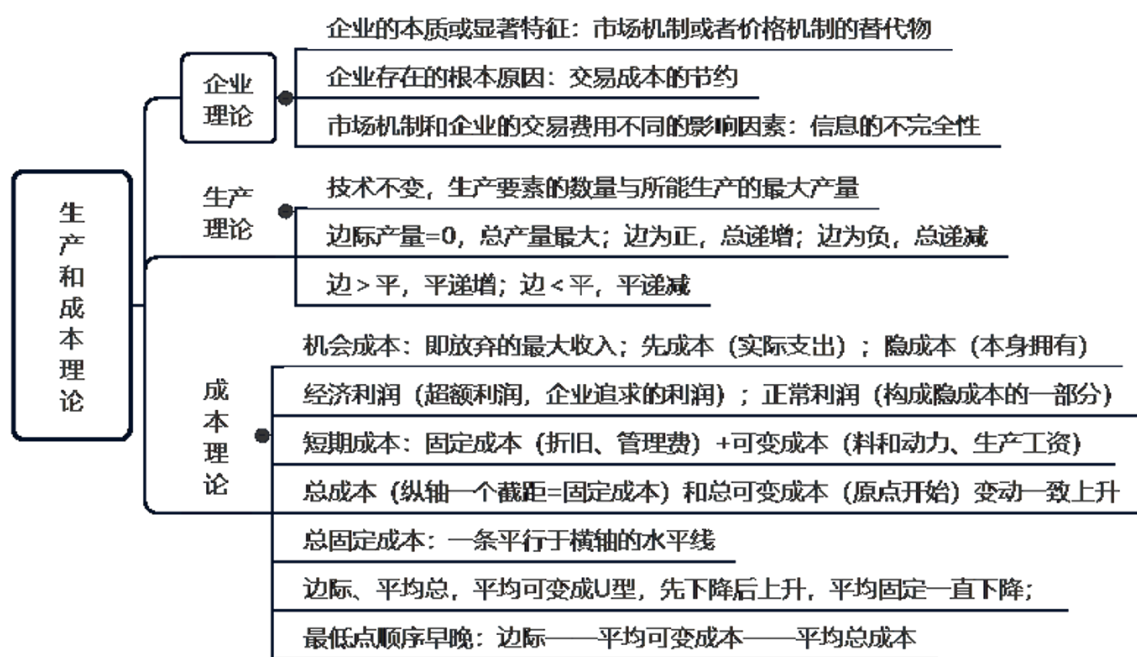 生产和成本理论
企业理论
企业的本质或显著特征：市场机制或者价格机制的替代物
企业存在的根本原因：交易成本的节约
市场机制和企业的交易费用不同的影响因素：信息的不完全性
生产理论
技术不变，生产要素的数量与所能生产的最大产量
边际产量=0，总产量最大；边为正，总递增；边为负，总递减
边＞平，平递增；边＜平，平递减
成本理论
机会成本：即放弃的最大收入；先成本（实际支出）；隐成本（本身拥有）
经济利润（超额利润，企业追求的利润）；正常利润（构成隐成本的一部分）
短期成本：固定成本（折旧、管理费）+可变成本（料和动力、生产工资）
总成本（纵轴一个截距=固定成本）和总可变成本（原点开始）变动一致上升
总固定成本：一条平行于横轴的水平线
边际、平均总，平均可变成U型，先下降后上升，平均固定一直下降；
最低点顺序早晚：边际——平均可变成本——平均总成本